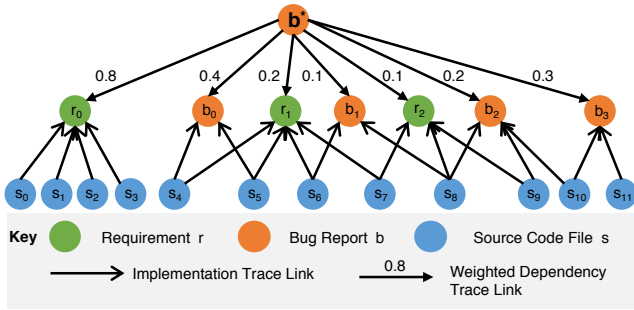 b*
0.8 0.4 0.2 0.1 0.1 0.2 0.3
r0 b0 r1 b1 r2 b2 b3
s0 s1 s2 s3 s4 s5 s6 s7 s8 s9 s10 s11
Key Requirement r Bug Report b Source Code File s
Implementation Trace Link 0.8 Weighted Dependency
Trace Link